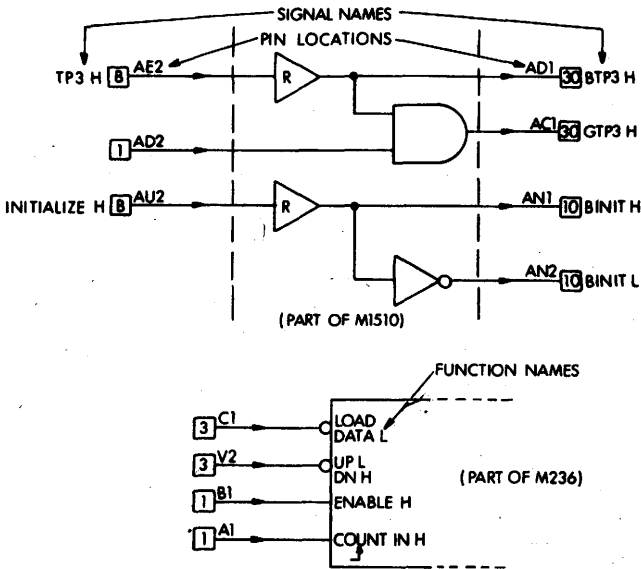 SIGNAL NAMES
PIN LOCATIONS
TP3 H B AE2 R AD1 30 BTP3 H
1 AD2 AC1 30 GTP3 H
INITIALIZE H B AU2 R AN1 10 BINIT H
AN2 10 BINIT L
(PART OF M1510)
FUNCTION NAMES
3 C1 LOAD
DATA L
3 V2 UP L
DN H
(PART OF M236)
1 B1 ENABLE H
1 A1 COUNT IN H